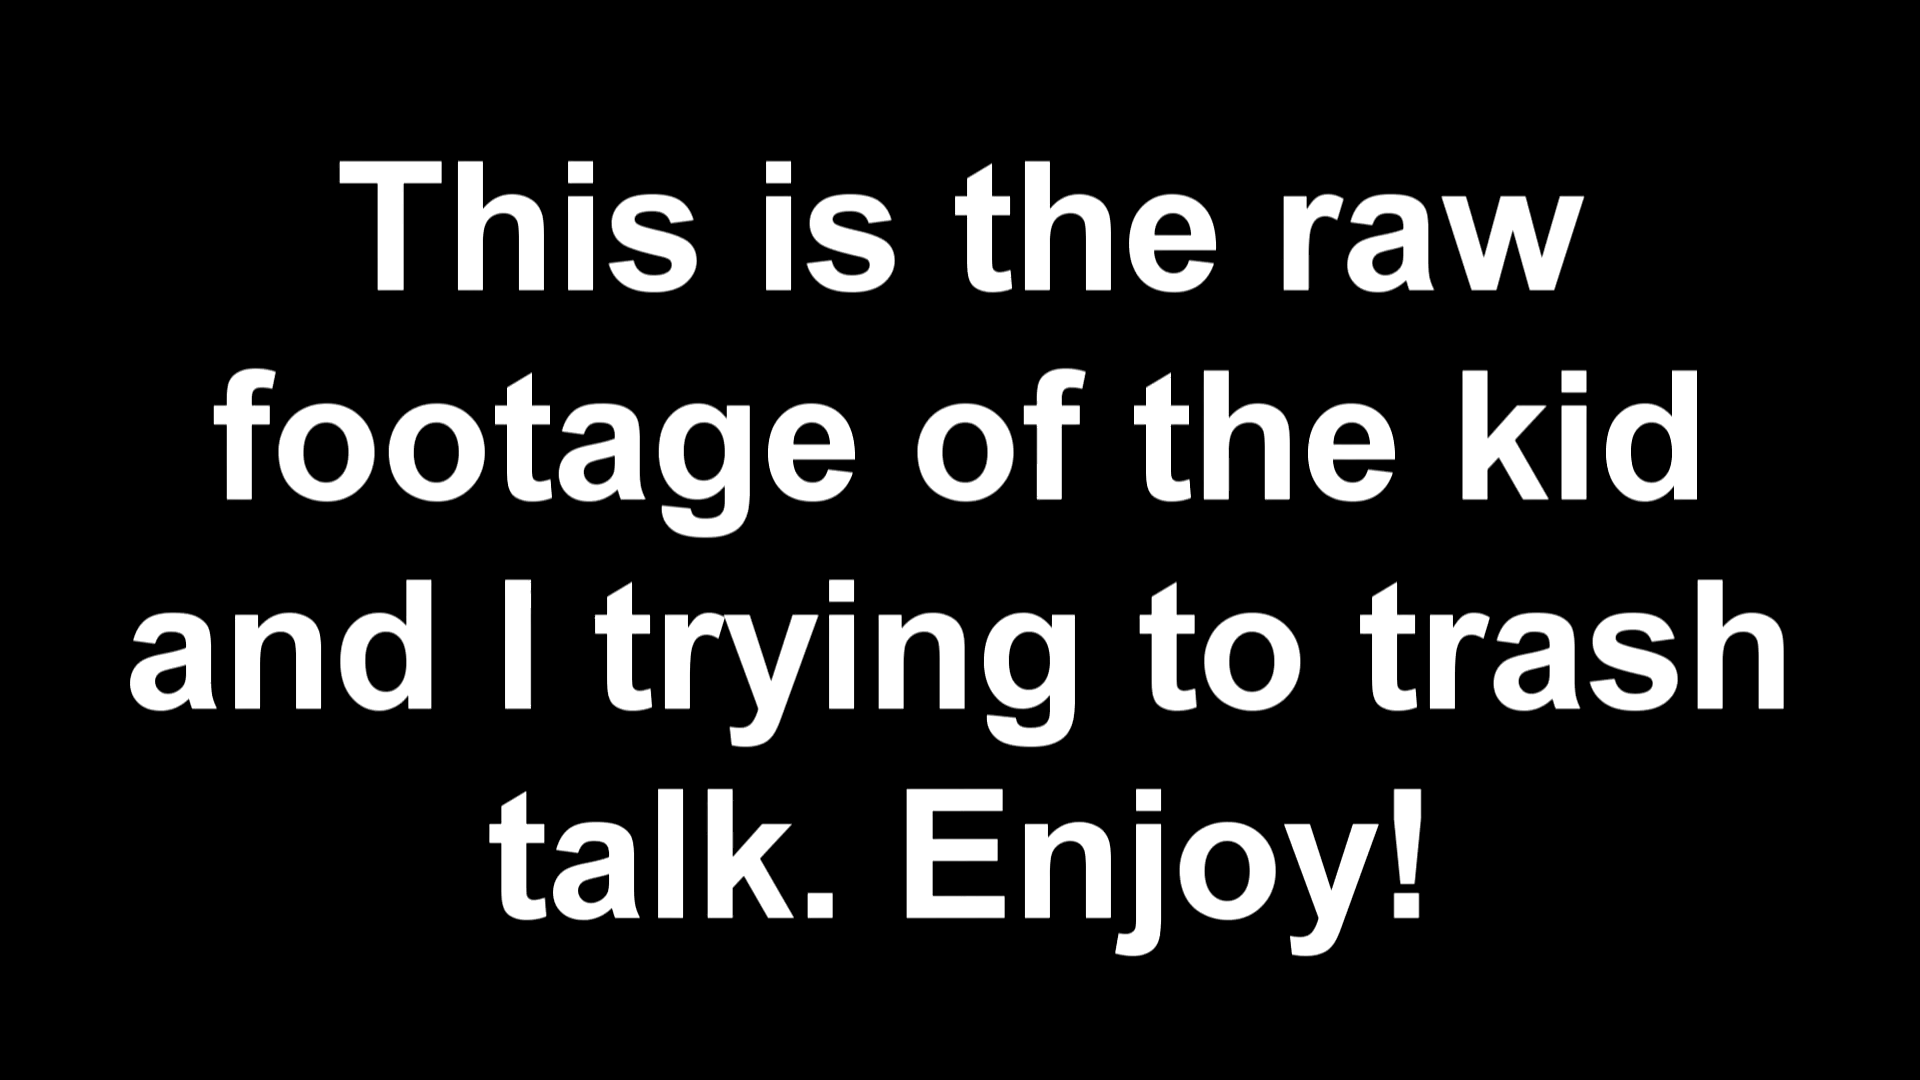 This is the raw
footage of the kid
and I trying to trash
talk. Enjoy!